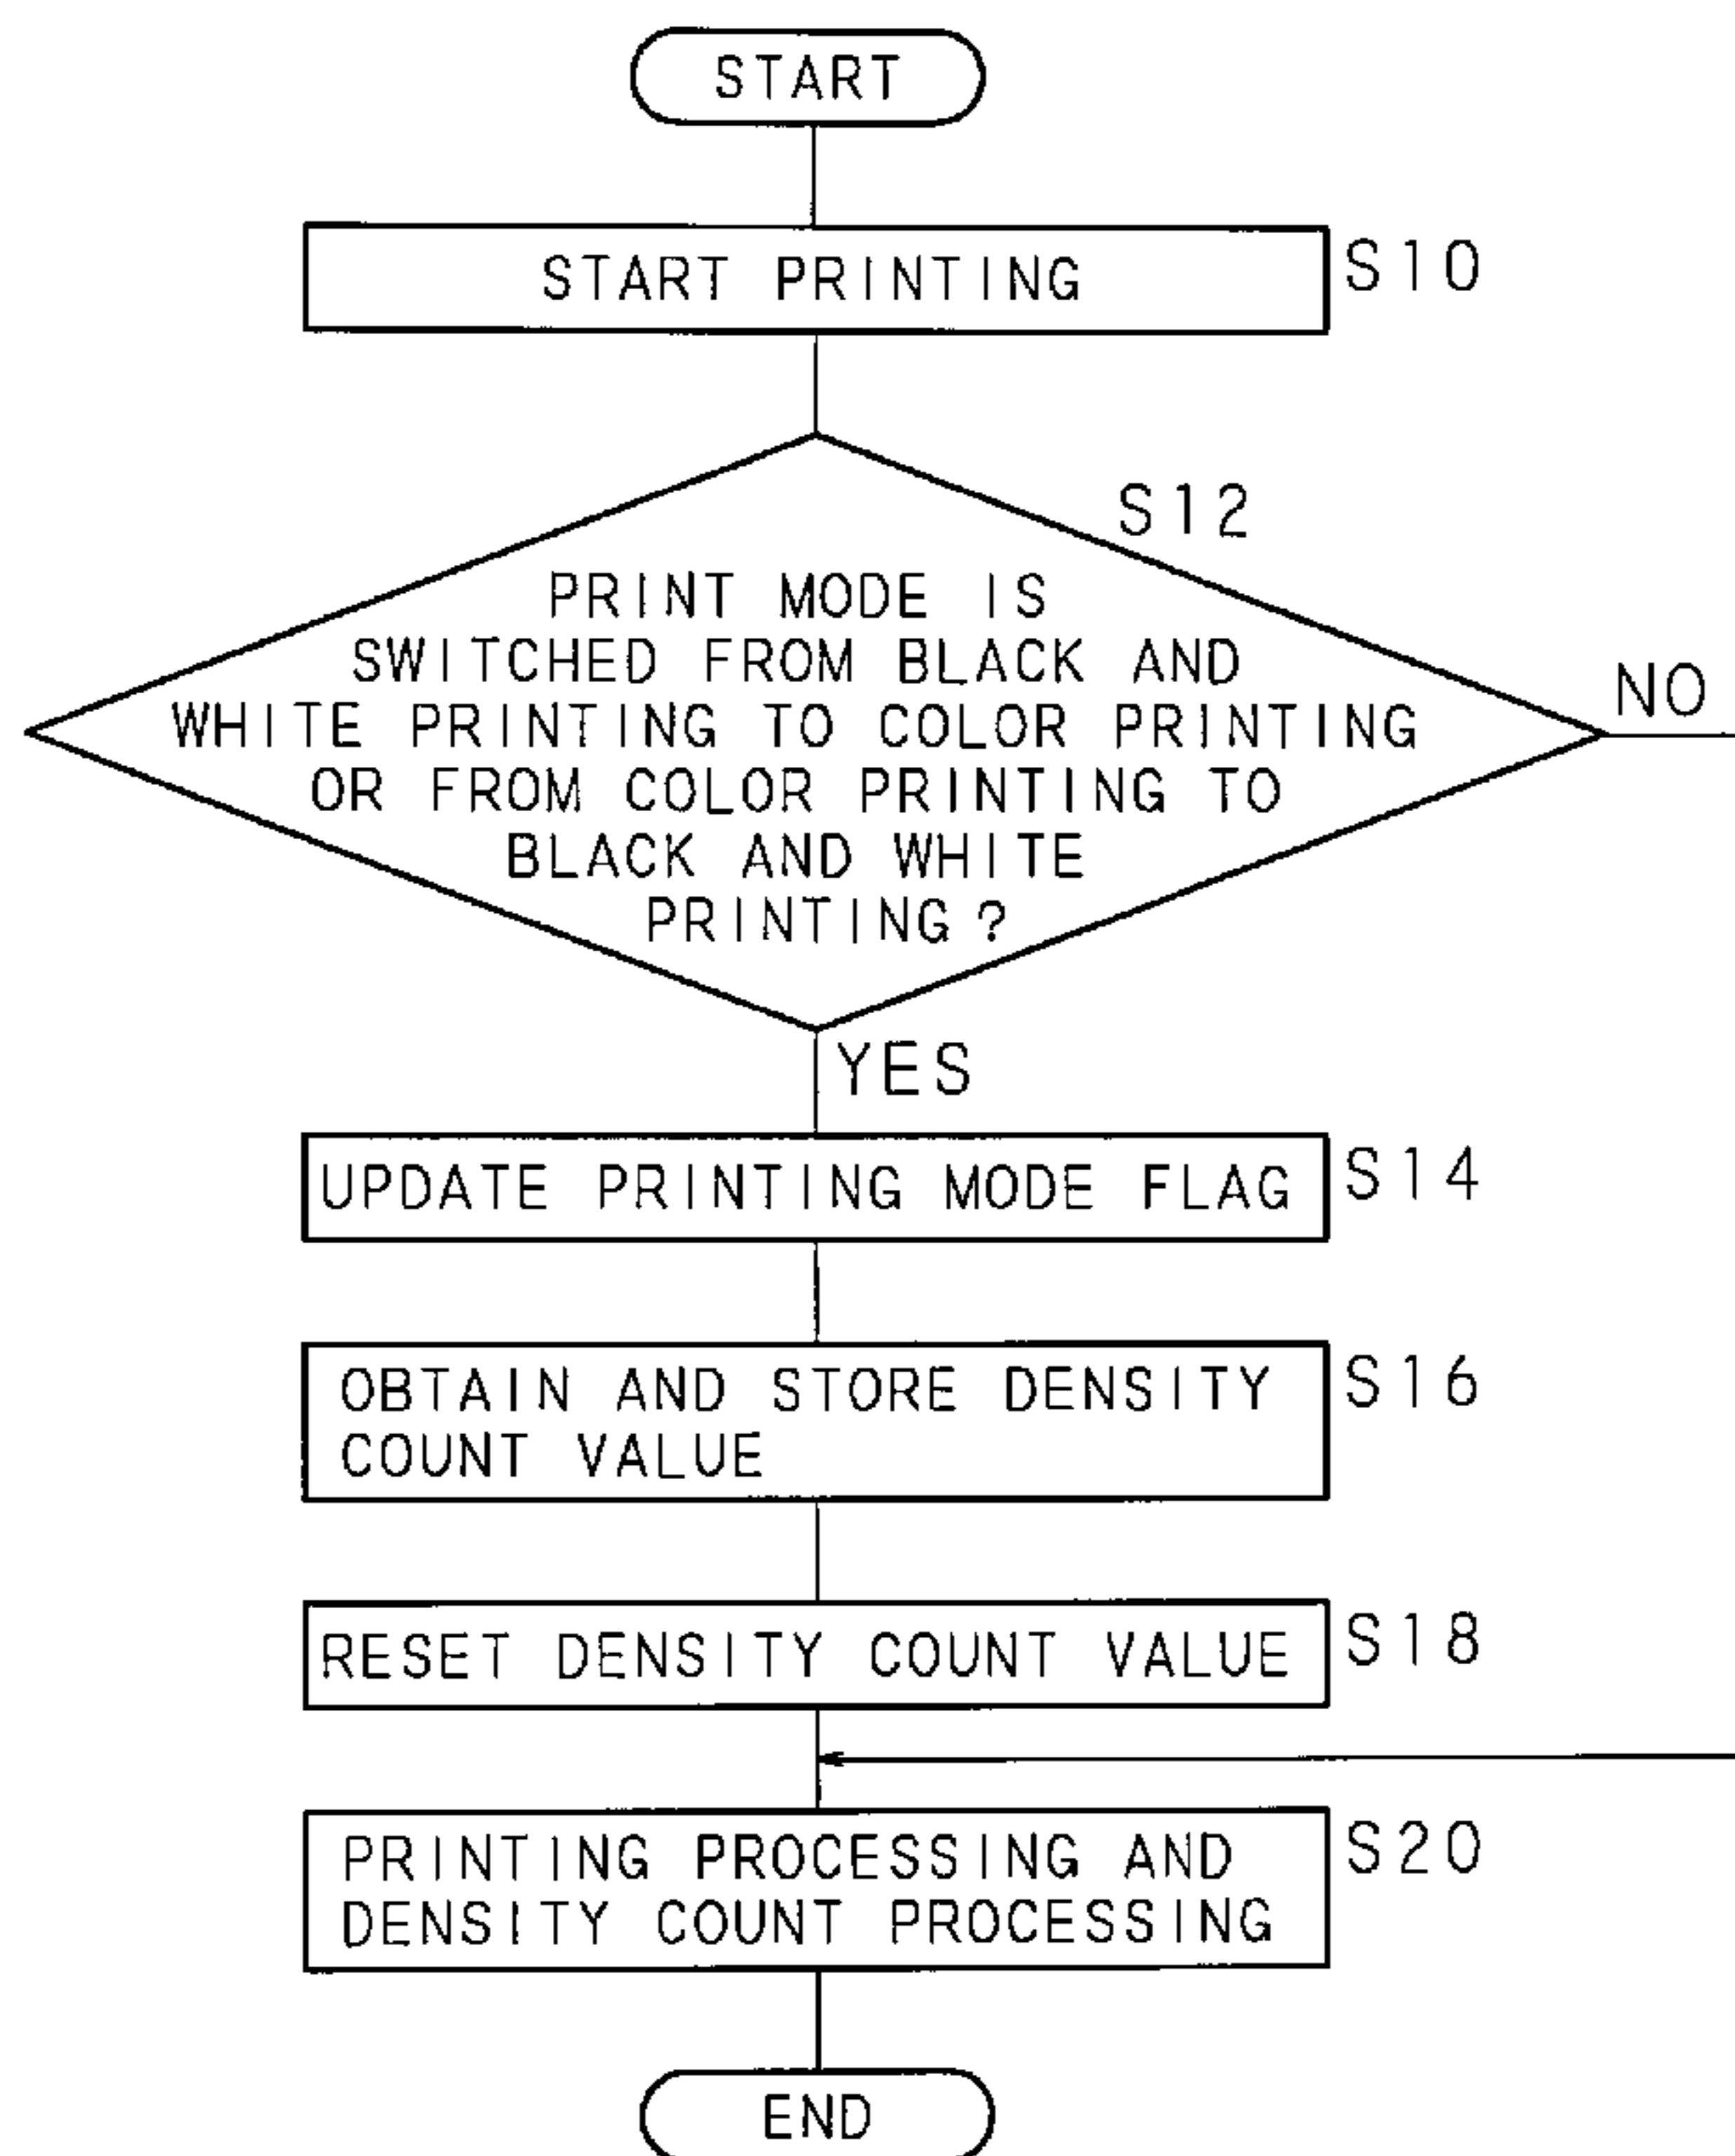 START
START PRINTING
S10
S12
PRINT MODE IS
SWITCHED FROM BLACK AND
WHITE PRINTING TO COLOR PRINTING
OR FROM COLOR PRINTING TO
BLACK AND WHITE
PRINTING?
NO
YES
UPDATE PRINTING MODE FLAG
S14
OBTAIN AND STORE DENSITY
COUNT VALUE
S16
RESET DENSITY COUNT VALUE
S18
PRINTING PROCESSING AND
DENSITY COUNT PROCESSING
S20
END